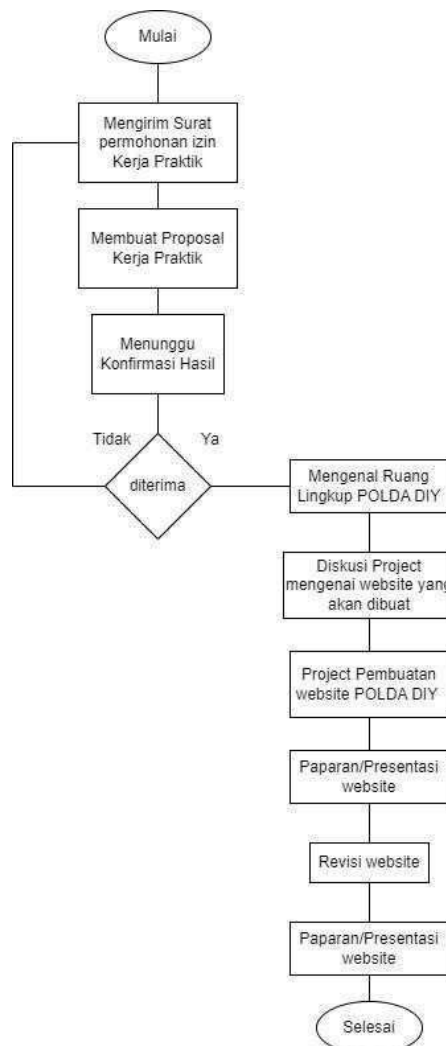 Mulai
Mengirim Surat
permohonan izin
Kerja Praktik
Membuat Proposal
Kerja Praktik
Menunggu
Konfirmasi Hasil
Tidak
Ya
diterima
Mengenal Ruang
Lingkup POLDA DIY
Diskusi Project
mengenai website yang
akan dibuat
Project Pembuatan
website POLDA DIY
Paparan/Presentasi
website
Revisi website
Paparan/Presentasi
website
Selesai